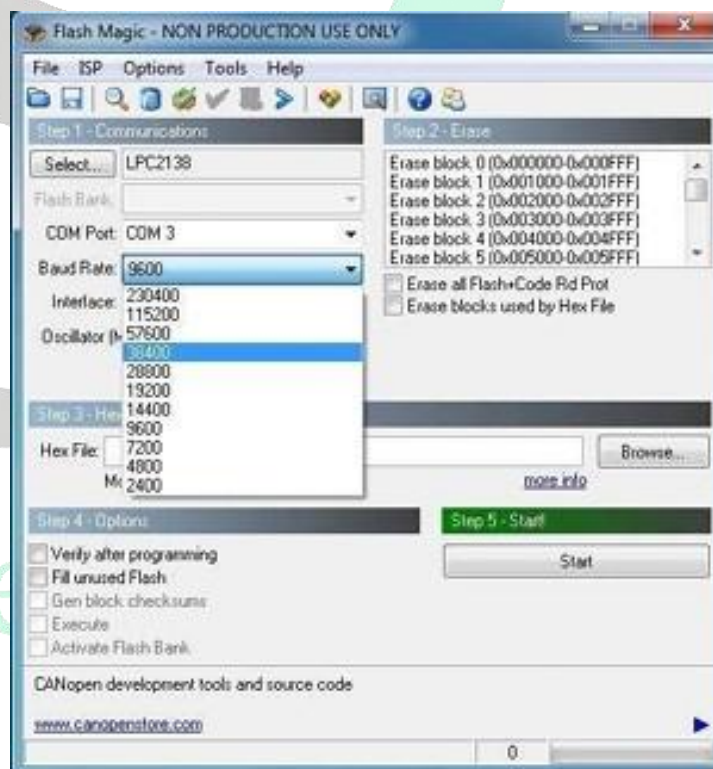 Flash Magic - NON PRODUCTION USE ONLY
File ISP Options Tools Help
Step 1 - Communications
Select... LPC2138
Flash Bank:
COM Port: COM 3
Baud Rate: 9600
Interface:
Oscillator (M
230400
115200
57600
38400
28800
19200
14400
9600
7200
4800
2400
Step 2 - Erase
Erase block 0 (0x000000-0x000FFF)
Erase block 1 (0x001000-0x001FFF)
Erase block 2 (0x002000-0x002FFF)
Erase block 3 (0x003000-0x003FFF)
Erase block 4 (0x004000-0x004FFF)
Erase block 5 (0x005000-0x005FFF)
Erase all Flash+Code Rd Prot
Erase blocks used by Hex File
Step 3 - Hex
Hex File: Browse...
Mo more info
Step 4 - Options
Verify after programming
Fill unused Flash
Gen block checksums
Execute
Activate Flash Bank
Step 5 - Start!
Start
CANopen development tools and source code
www.canopenstore.com
0